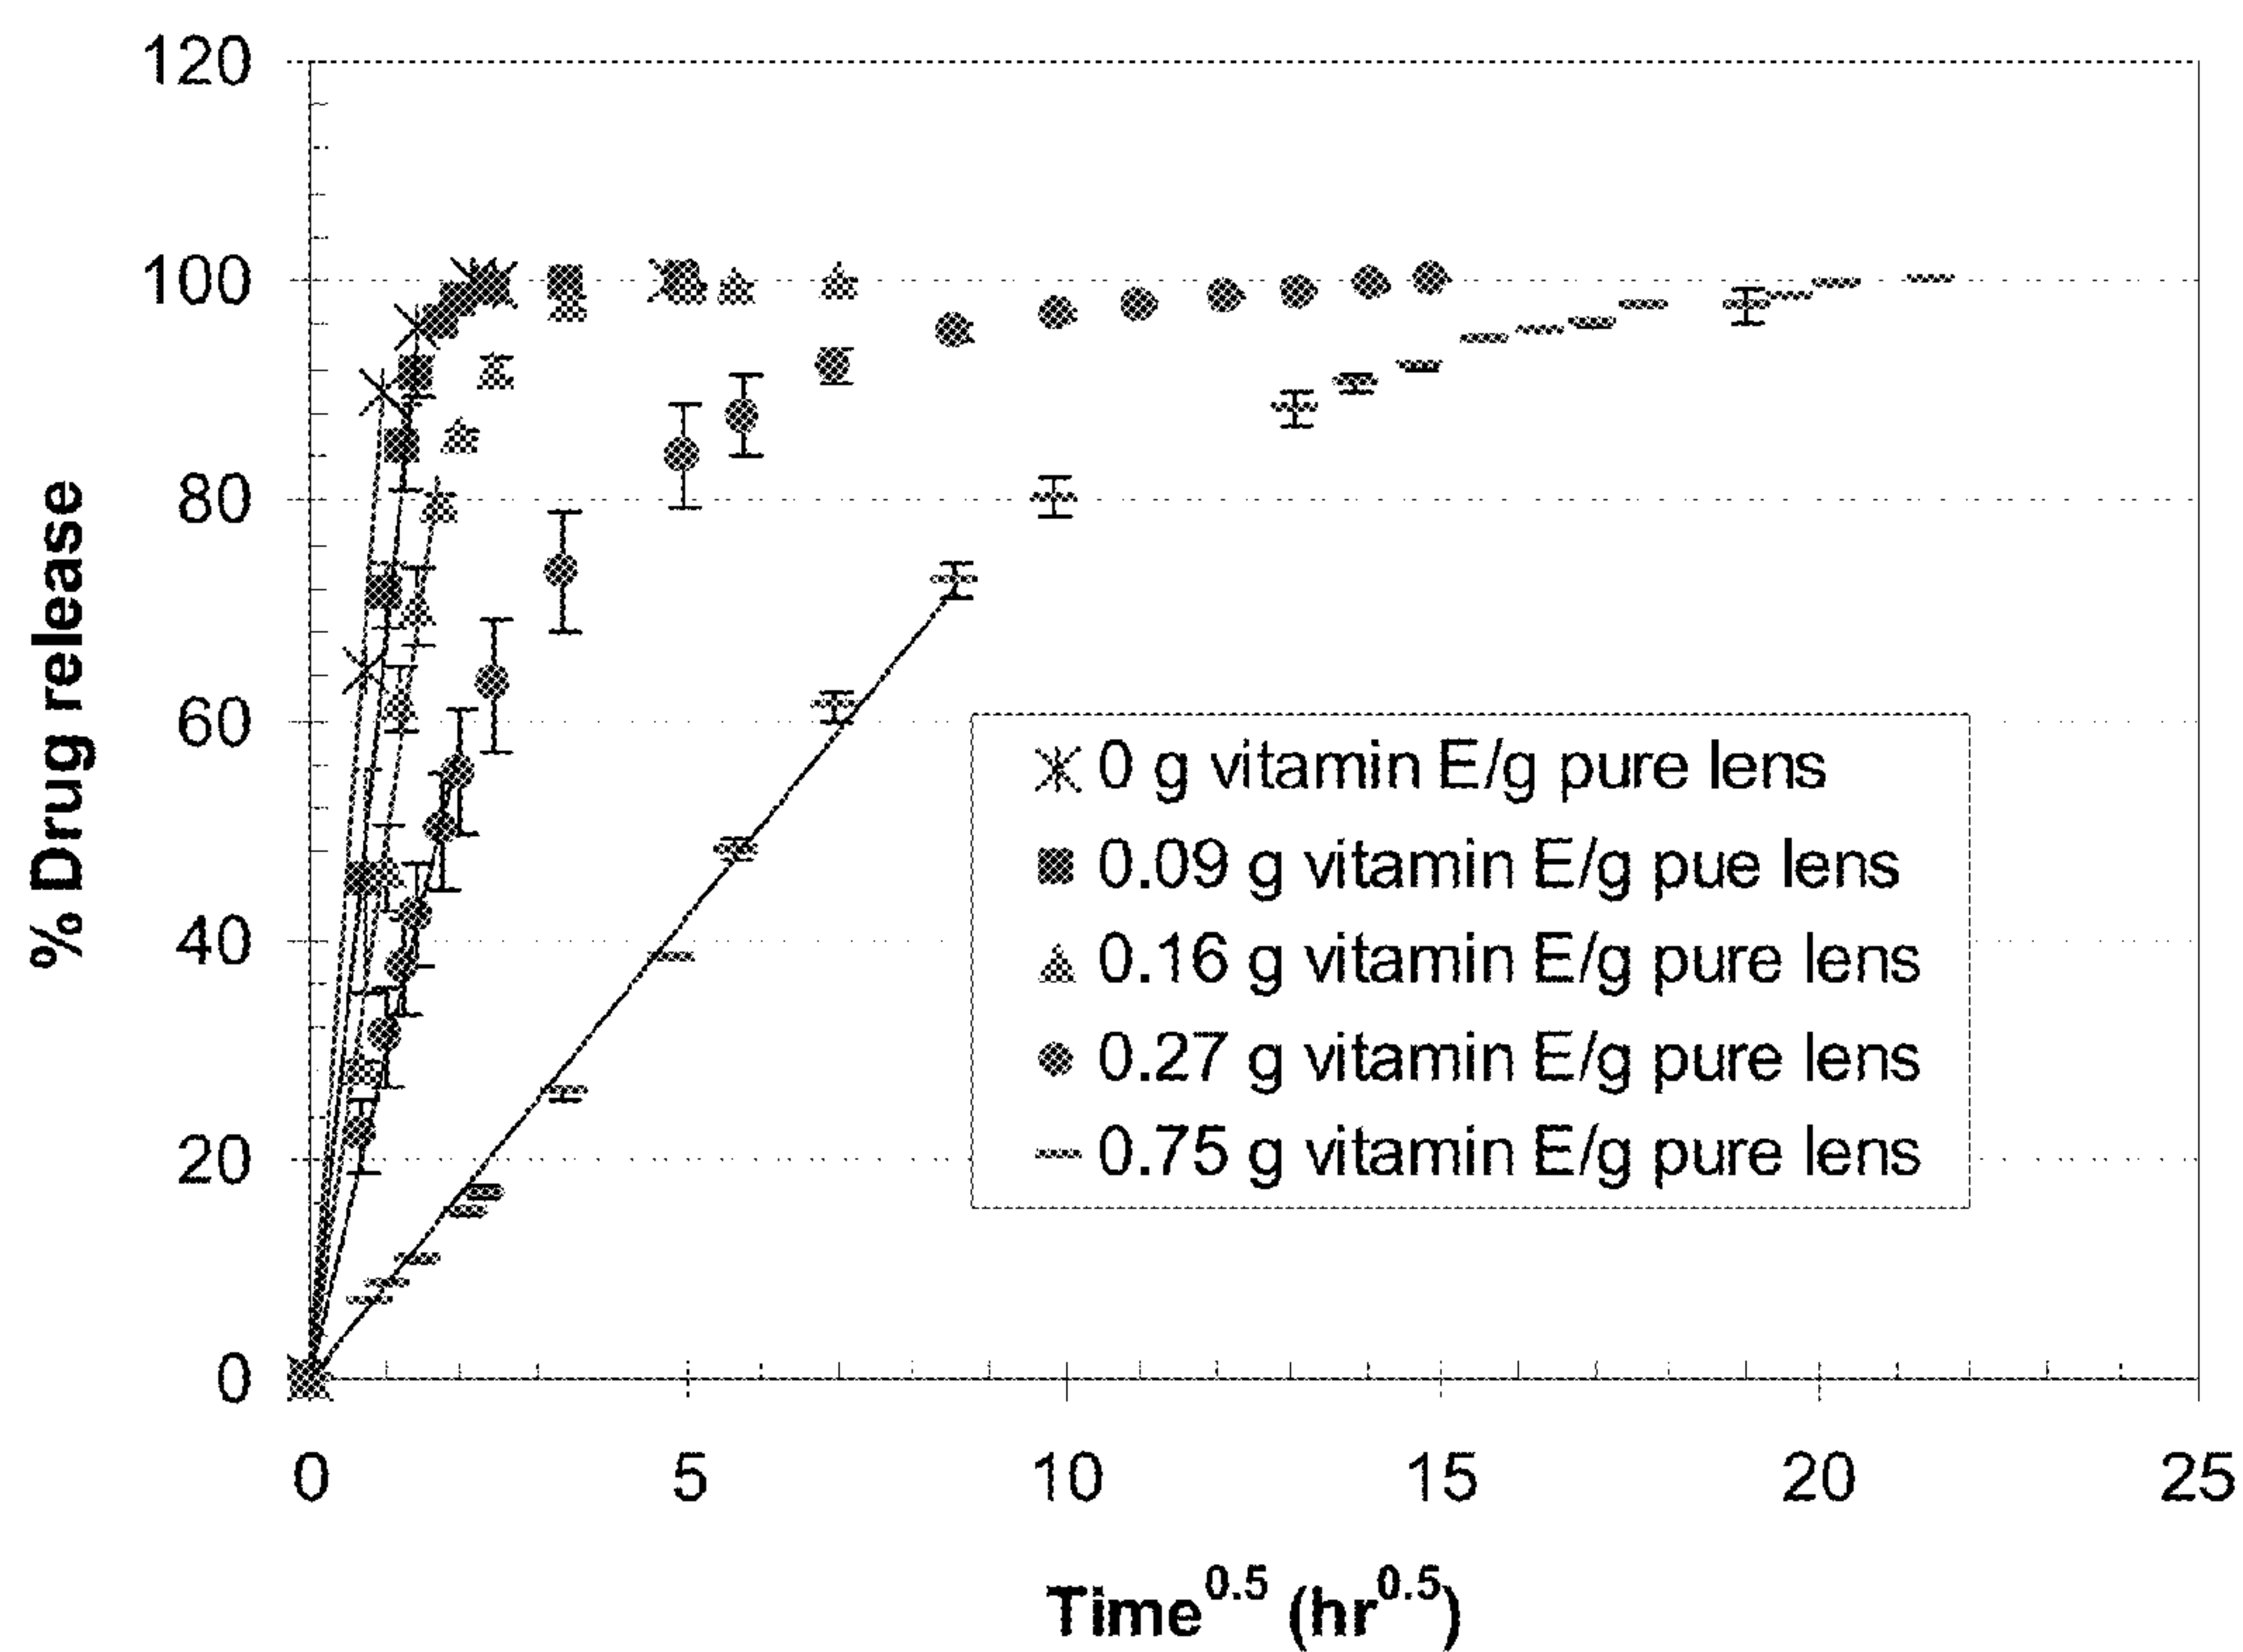 120
100
80
60
40
20
0
% Drug release
0 g vitamin E/g pure lens
0.09 g vitamin E/g pue lens
0.16 g vitamin E/g pure lens
0.27 g vitamin E/g pure lens
0.75 g vitamin E/g pure lens
0 5 10 15 20 25
Time^0.5 (hr^0.5)